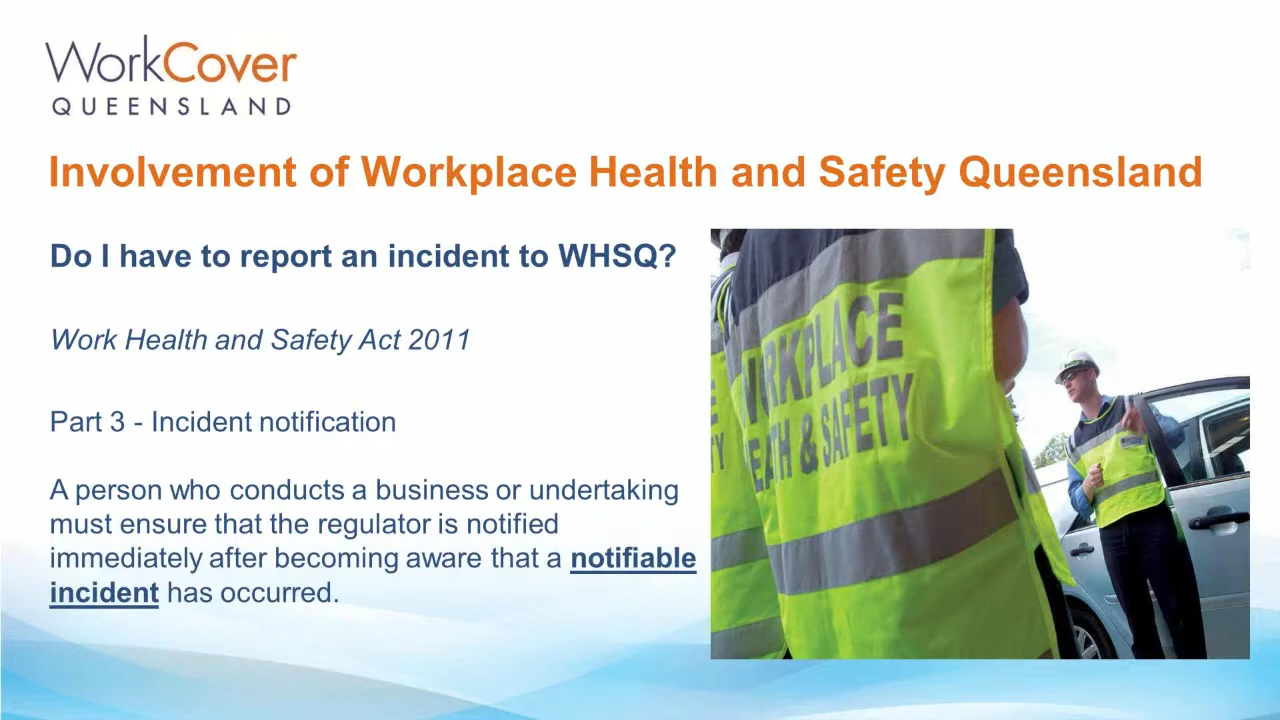 WorkCover
QUEENSLAND
Involvement of Workplace Health and Safety Queensland
Do I have to report an incident to WHSQ?
Work Health and Safety Act 2011
Part 3 - Incident notification
A person who conducts a business or undertaking
must ensure that the regulator is notified
immediately after becoming aware that a notifiable
incident has occurred.
WORKPLACE
EALTH & SAFETY